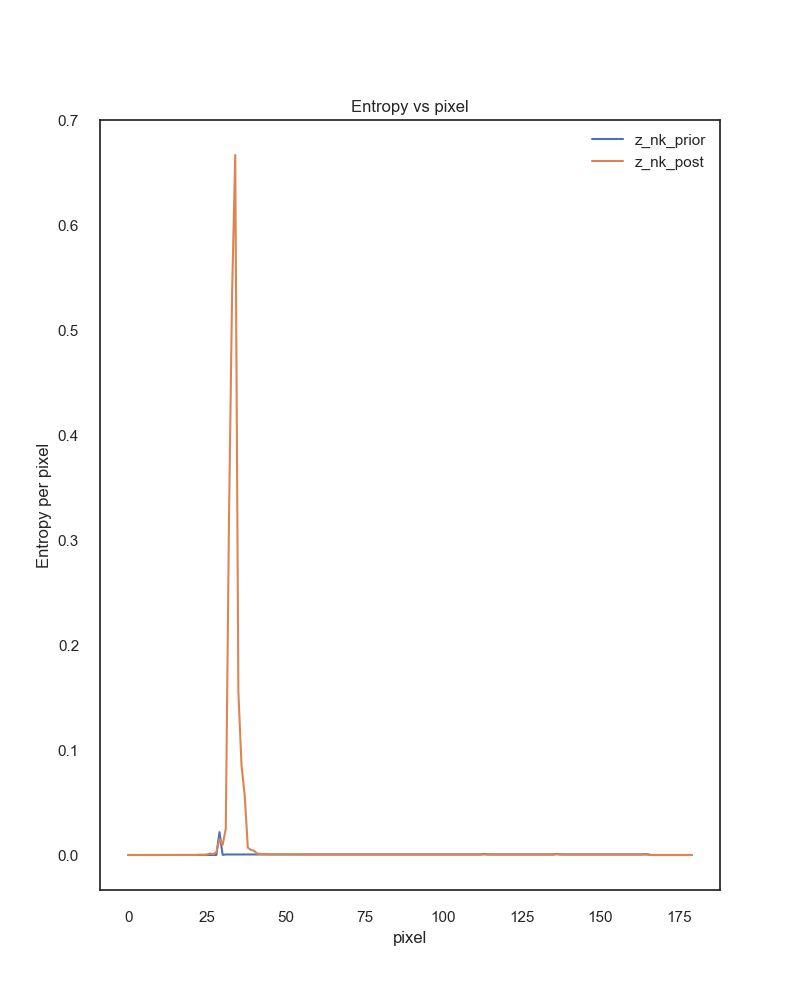 Entropy vs pixel
z_nk_prior
z_nk_post
Entropy per pixel
0.7
0.6
0.5
0.4
0.3
0.2
0.1
0.0
0 25 50 75 100 125 150 175
pixel